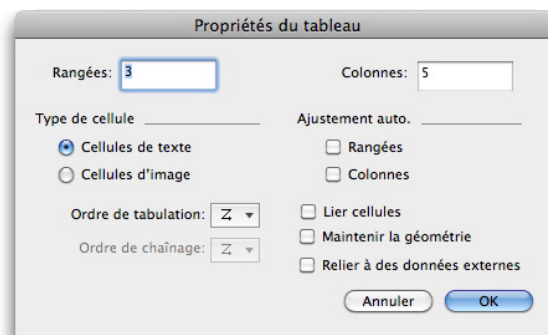 Propriétés du tableau
Rangées: 3
Colonnes: 5
Type de cellule
Cellules de texte
Cellules d'image
Ordre de tabulation:
Ordre de chaînage:
Ajustement auto.
Rangées
Colonnes
Lier cellules
Maintenir la géométrie
Relier à des données externes
Annuler
OK